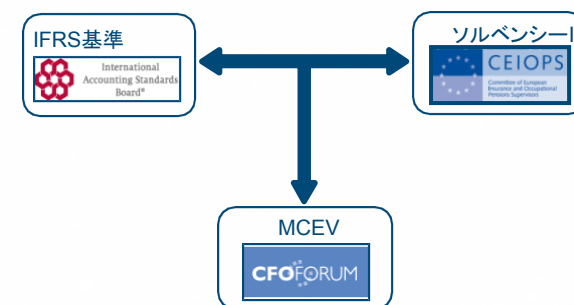 IFRS基準
International
Accounting Standards
Board®
ソルベンシーI
CEIOPS
Committee of European
Insurance and Occupational
Pensions Supervisors
MCEV
CFOFORUM